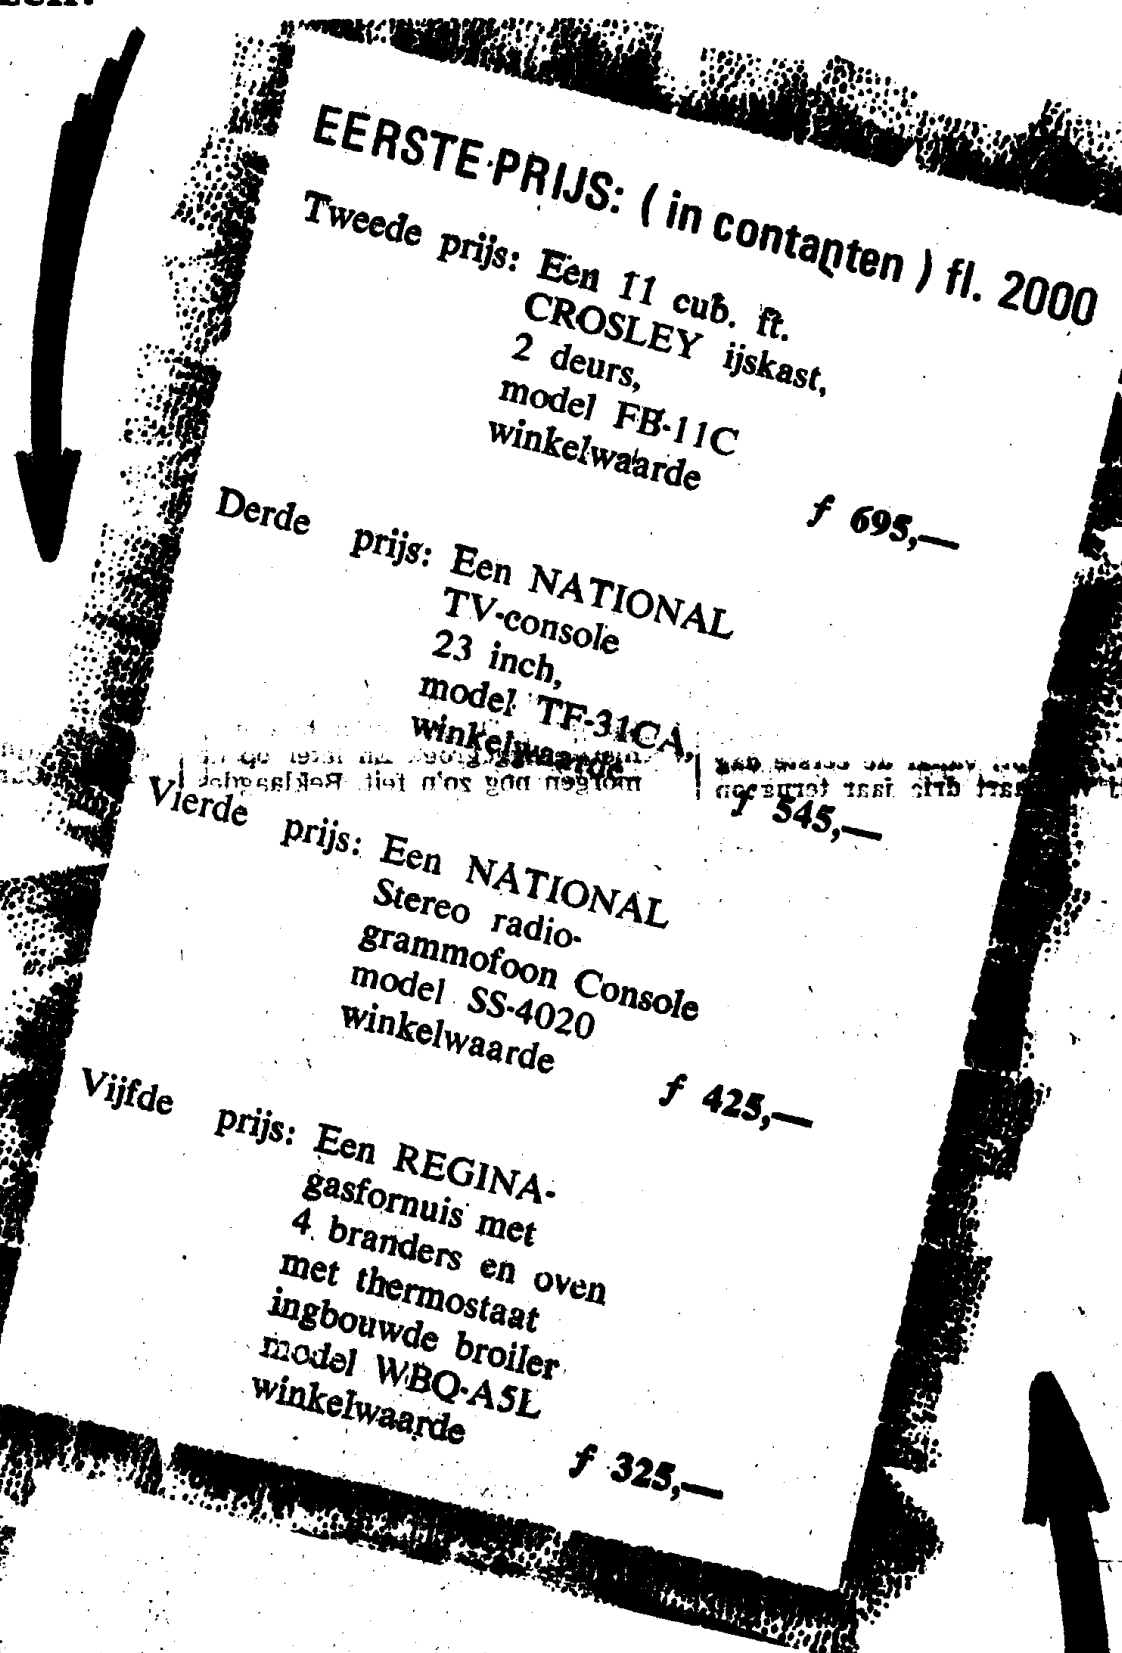 EERSTE PRIJS: ( in contanten ) fl. 2000
Tweede prijs: Een 11 cub. ft.
CROSLEY ijskast,
2 deurs,
model FB-11C
winkelwaarde
f 695,—
Derde prijs: Een NATIONAL
TV-console
23 inch,
model TF-31CA,
winkelwaarde
f 545,—
Vierde prijs: Een NATIONAL
Stereo radio-
grammofoon Console
model SS-4020
winkelwaarde
f 425,—
Vijfde prijs: Een REGINA-
gasfornuis met
4 branders en oven
met thermostaat
ingbouwde broiler
model WBQ-A5L
winkelwaarde
f 325,—